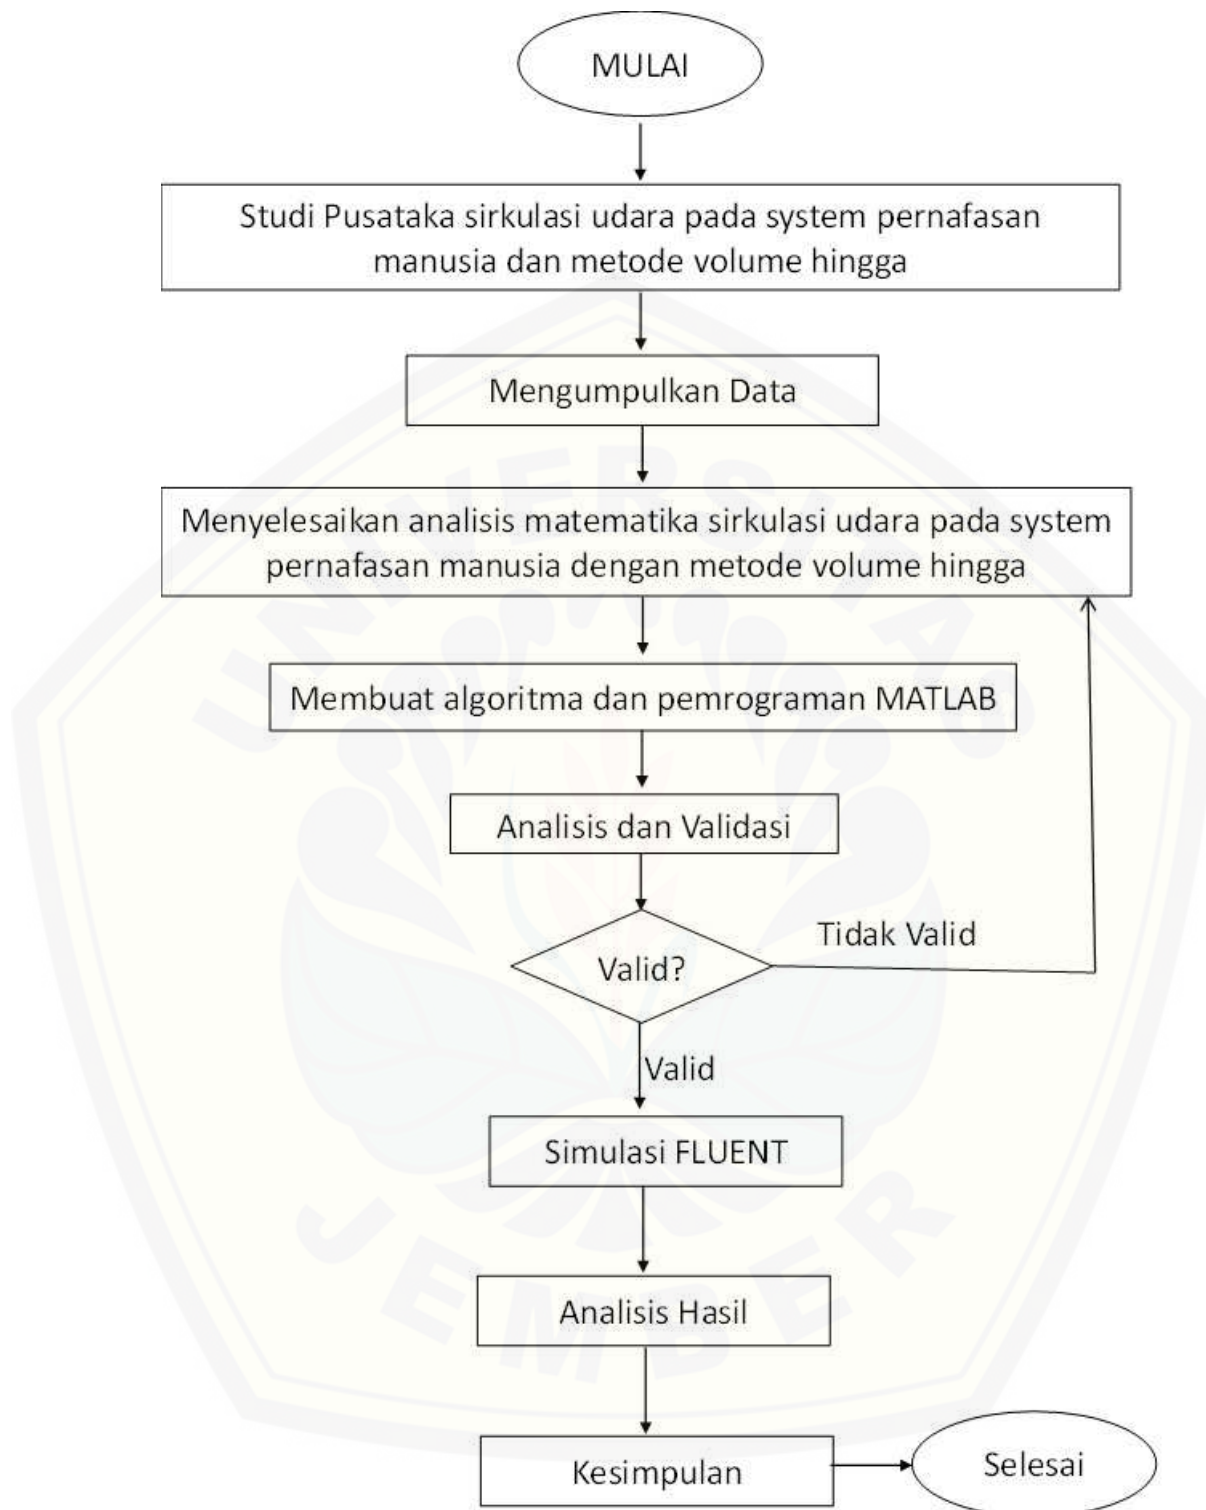 MULAI
Studi Pusataka sirkulasi udara pada system pernafasan
manusia dan metode volume hingga
Mengumpulkan Data
Menyelesaikan analisis matematika sirkulasi udara pada system
pernafasan manusia dengan metode volume hingga
UNIVERSITAS
Membuat algoritma dan pemrograman MATLAB
Analisis dan Validasi
Tidak Valid
Valid?
Valid
Simulasi FLUENT
JEMBER
Analisis Hasil
Kesimpulan
Selesai